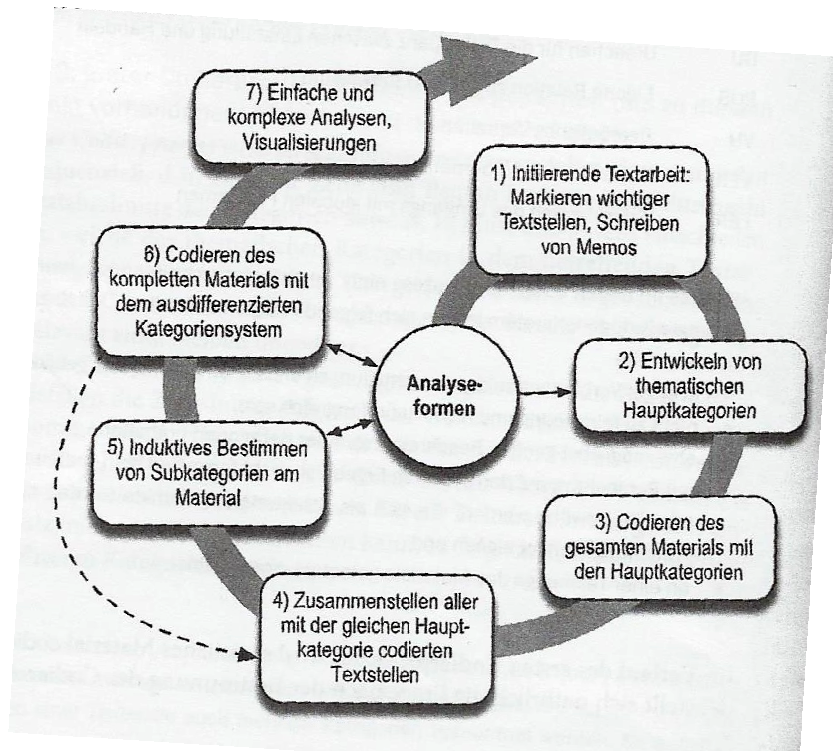 7) Einfache und
komplexe Analysen,
Visualisierungen
1) Initiierende Textarbeit:
Markieren wichtiger
Textstellen, Schreiben
von Memos
6) Codieren des
kompletten Materials mit
dem ausdifferenzierten
Kategoriensystem
Analyse-
formen
2) Entwickeln von
thematischen
Hauptkategorien
5) Induktives Bestimmen
von Subkategorien am
Material
3) Codieren des
gesamten Materials mit
den Hauptkategorien
4) Zusammenstellen aller
mit der gleichen Haupt-
kategorie codierten
Textstellen